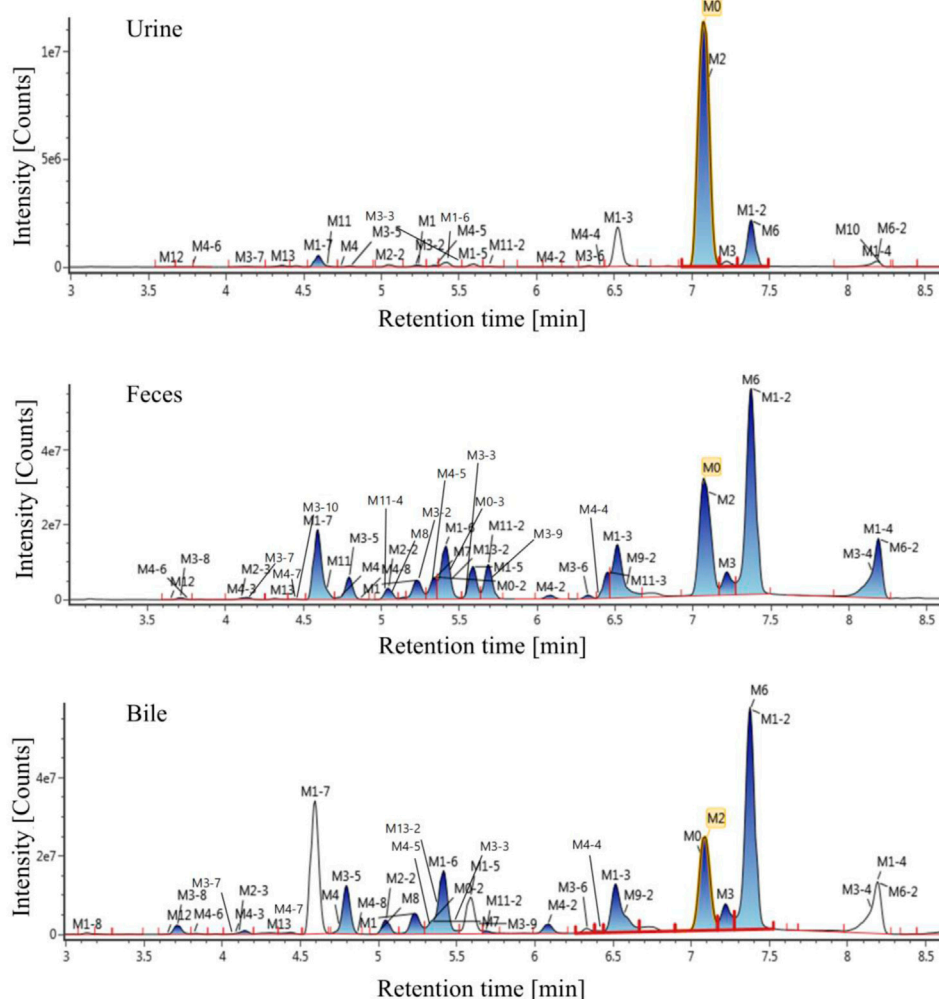 Urine
M0
M2
1e7
5e6
0
Intensity [Counts]
M12
M4-6
M3-7
M13
M1-7
M11
M4
M3-3
M3-5
M2-2
M1
M3-2
M1-6
M4-5
M1-5
M11-2
M4-2
M4-4
M3-6
M1-3
M3
M1-2
M6
M10
M6-2
M1-4
3 3.5 4 4.5 5 5.5 6 6.5 7 7.5 8 8.5
Retention time [min]
Feces
4e7
2e7
0
Intensity [Counts]
M4-6
M12
M3-8
M4-3
M2-3
M3-7
M4-7
M13
M3-10
M1-7
M11
M3-5
M4
M1
M11-4
M2-2
M4-8
M8
M3-2
M4-5
M1-6
M7
M3-3
M0-3
M13-2
M11-2
M1-5
M0-2
M3-9
M4-2
M3-6
M4-4
M1-3
M9-2
M11-3
M0
M2
M3
M6
M1-2
M1-4
M3-4
M6-2
3.5 4 4.5 5 5.5 6 6.5 7 7.5 8 8.5
Retention time [min]
Bile
4e7
2e7
0
Intensity [Counts]
M1-8
M12
M3-8
M3-7
M4-6
M2-3
M4-3
M4-7
M13
M1-7
M4
M3-5
M4-8
M1
M2-2
M8
M13-2
M4-5
M1-6
M3-3
M1-5
M0-2
M11-2
M3-9
M4-2
M3-6
M4-4
M1-3
M9-2
M0
M2
M3
M6
M1-2
M1-4
M3-4
M6-2
3 3.5 4 4.5 5 5.5 6 6.5 7 7.5 8 8.5
Retention time [min]